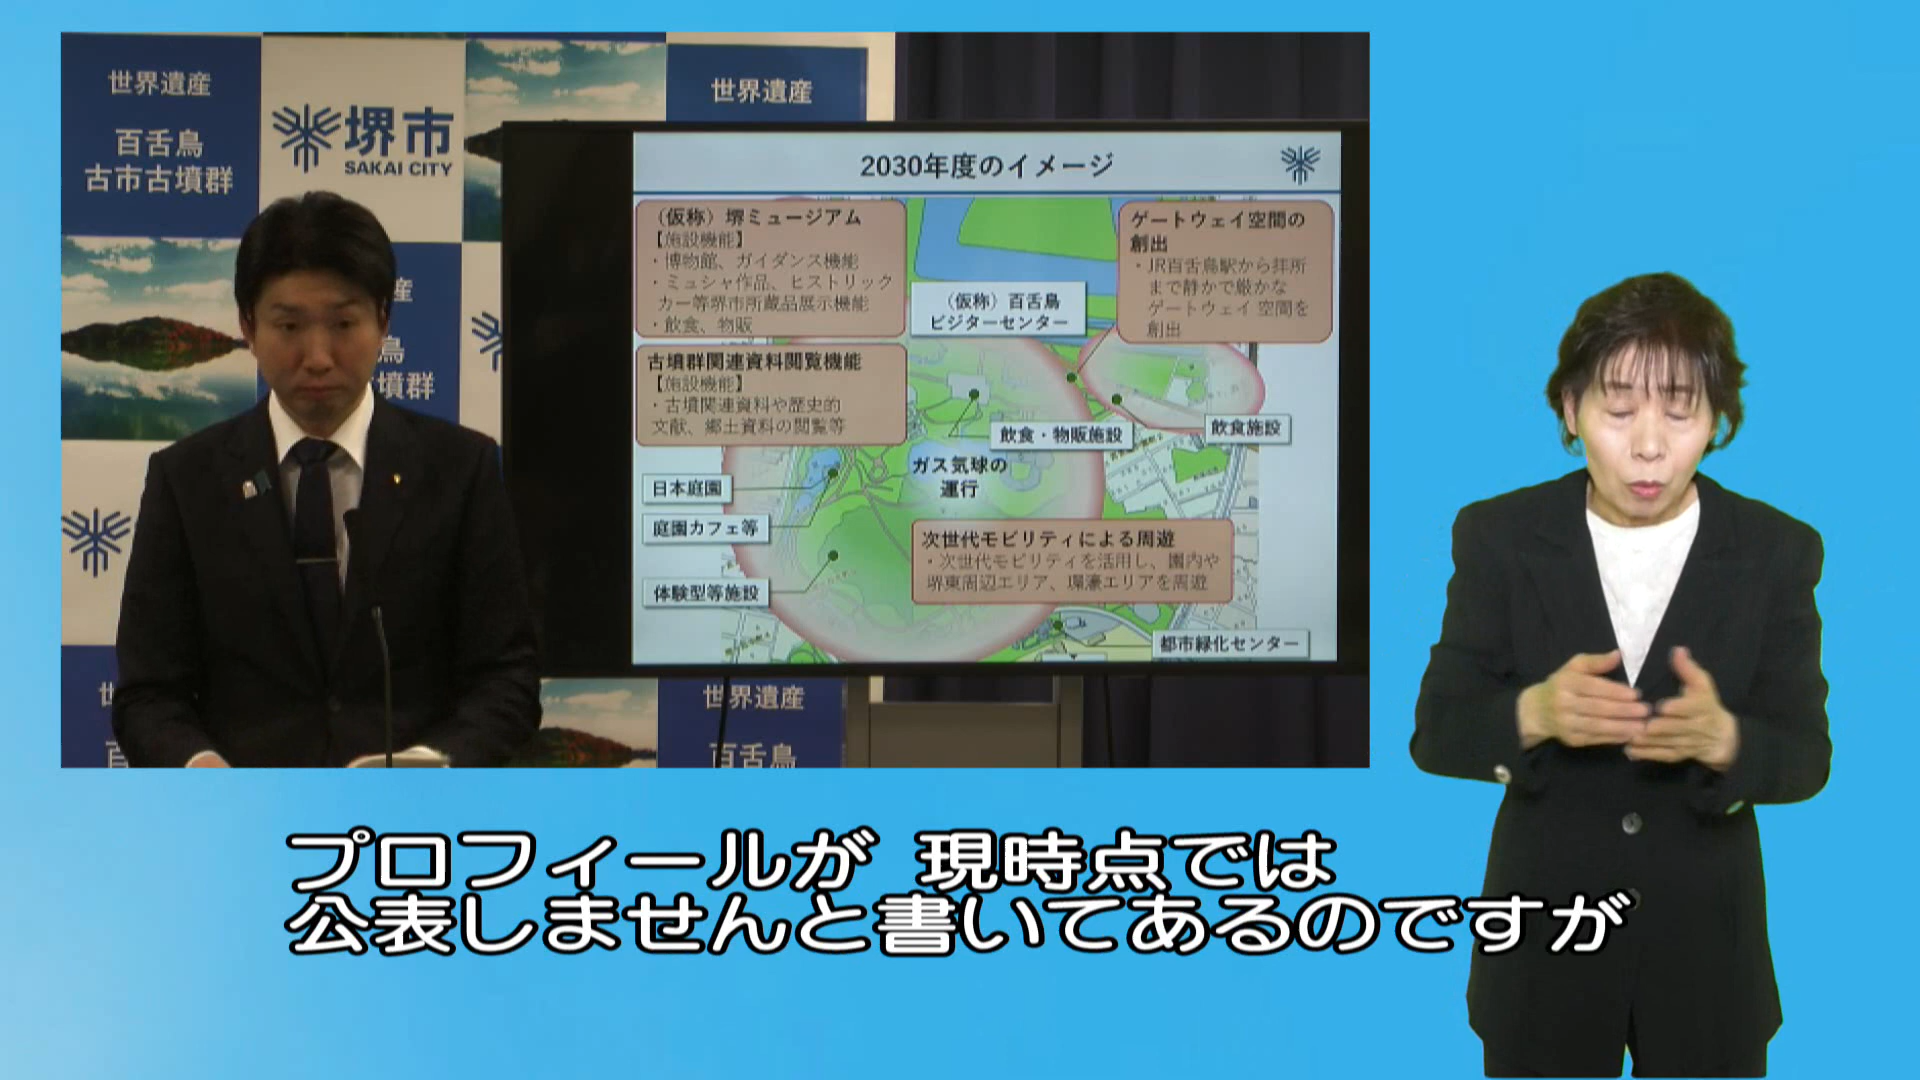 世界遺産
百舌鳥
古市古墳群
堺市
SAKAI CITY
世界遺産
産
鳥
墳群
2030年度のイメージ
（仮称）堺ミュージアム
【施設機能】
・博物館、ガイダンス機能
・ミュシャ作品、ヒストリック
カー等堺市所蔵品展示機能
・飲食、物販
古墳群関連資料閲覧機能
【施設機能】
・古墳関連資料や歴史的
文献、郷土資料の閲覧等
（仮称）百舌鳥
ビジターセンター
ゲートウェイ空間の
創出
・JR百舌鳥駅から拝所
まで静かで厳かな
ゲートウェイ空間を
創出
飲食・物販施設
飲食施設
ガス気球の
運行
日本庭園
庭園カフェ等
体験型等施設
次世代モビリティによる周遊
・次世代モビリティを活用し、園内や
堺東周辺エリア、環濠エリアを周遊
都市緑化センター
世
百
世界遺産
百舌鳥
プロフィールが 現時点では
公表しませんと書いてあるのですが